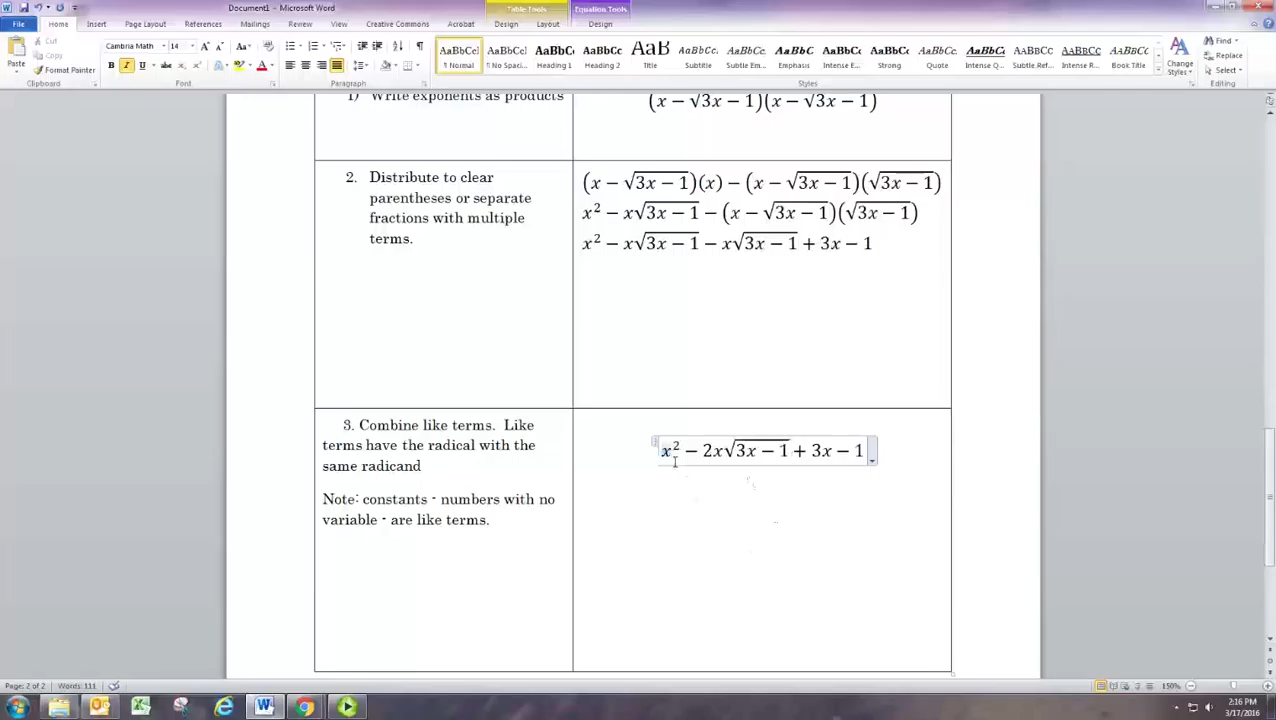 Document1 - Microsoft Word
Table Tools
Equation Tools
File
Home
Insert
Page Layout
References
Mailings
Review
View
Creative Commons
Acrobat
Design
Layout
Design
Cut
Copy
Format Painter
Paste
Clipboard
Cambria Math
14
Font
Paragraph
AaBbCcI
¶ Normal
AaBbCcI
¶ No Spaci...
AaBbCc
Heading 1
AaBbCc
Heading 2
AaB
Title
AaBbCc.
Subtitle
AaBbCc.
Subtle Em...
AaBbC
Emphasis
AaBbCc
Intense E...
AaBbCc
Strong
AaBbCc
Quote
AaBbCc
Intense Q...
AaBbCc
Subtle Ref...
AaBbCc
Intense R...
AaBbCc
Book Title
Change
Styles
Styles
Find
Replace
Select
Editing
1) Write exponents as products
(x − √3x − 1)(x − √3x − 1)
2. Distribute to clear
parentheses or separate
fractions with multiple
terms.
(x − √3x − 1)(x) − (x − √3x − 1)(√3x − 1)
x² − x√3x − 1 − (x − √3x − 1)(√3x − 1)
x² − x√3x − 1 − x√3x − 1 + 3x − 1
3. Combine like terms. Like
terms have the radical with the
same radicand
Note: constants - numbers with no
variable - are like terms.
x² − 2x√3x − 1 + 3x − 1
Page: 2 of 2
Words: 111
150%
2:16 PM
3/17/2016